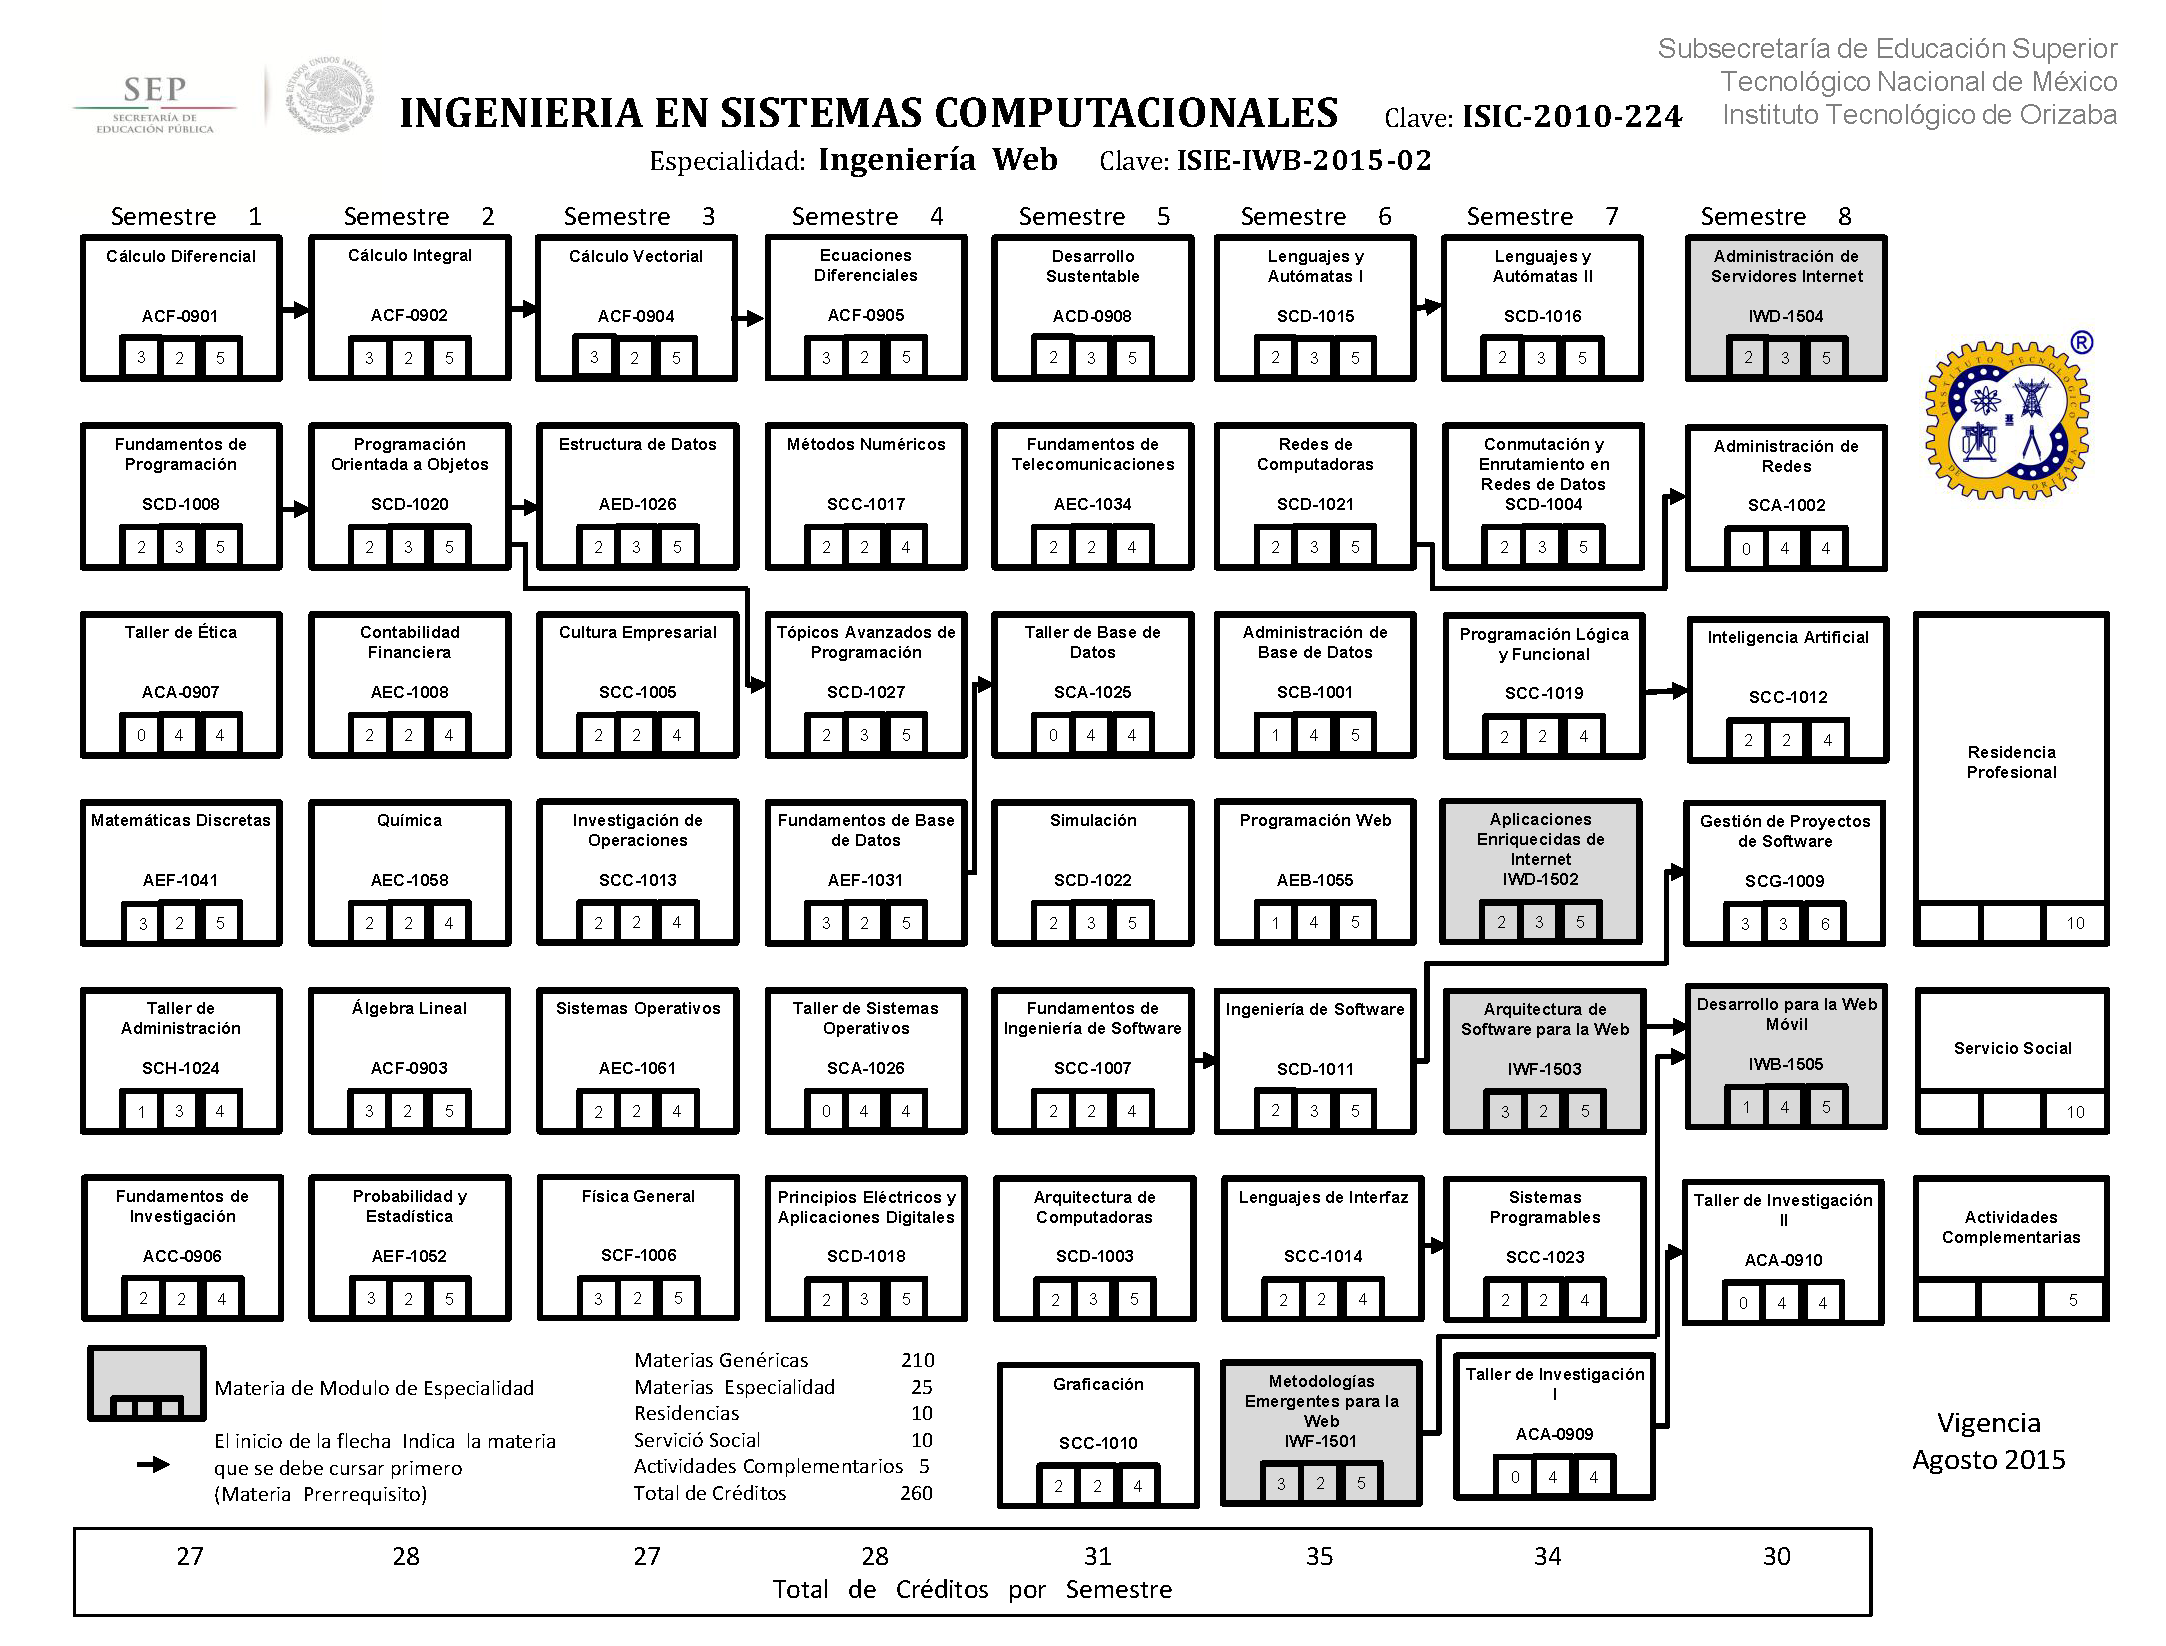 SEP
SECRETARÍA DE
EDUCACIÓN PÚBLICA
ESTADOS UNIDOS MEXICANOS
Subsecretaría de Educación Superior
Tecnológico Nacional de México
Instituto Tecnológico de Orizaba
INGENIERIA EN SISTEMAS COMPUTACIONALES Clave: ISIC-2010-224
Especialidad: Ingeniería Web Clave: ISIE-IWB-2015-02
Semestre 1
Semestre 2
Semestre 3
Semestre 4
Semestre 5
Semestre 6
Semestre 7
Semestre 8
Cálculo Diferencial
ACF-0901
3 2 5
Cálculo Integral
ACF-0902
3 2 5
Cálculo Vectorial
ACF-0904
3 2 5
Ecuaciones
Diferenciales
ACF-0905
3 2 5
Desarrollo
Sustentable
ACD-0908
2 3 5
Lenguajes y
Autómatas I
SCD-1015
2 3 5
Lenguajes y
Autómatas II
SCD-1016
2 3 5
Administración de
Servidores Internet
IWD-1504
2 3 5
®
INSTITUTO TECNOLOGICO
DE ORIZABA
Fundamentos de
Programación
SCD-1008
2 3 5
Programación
Orientada a Objetos
SCD-1020
2 3 5
Estructura de Datos
AED-1026
2 3 5
Métodos Numéricos
SCC-1017
2 2 4
Fundamentos de
Telecomunicaciones
AEC-1034
2 2 4
Redes de
Computadoras
SCD-1021
2 3 5
Conmutación y
Enrutamiento en
Redes de Datos
SCD-1004
2 3 5
Administración de
Redes
SCA-1002
0 4 4
Taller de Ética
ACA-0907
0 4 4
Contabilidad
Financiera
AEC-1008
2 2 4
Cultura Empresarial
SCC-1005
2 2 4
Tópicos Avanzados de
Programación
SCD-1027
2 3 5
Taller de Base de
Datos
SCA-1025
0 4 4
Administración de
Base de Datos
SCB-1001
1 4 5
Programación Lógica
y Funcional
SCC-1019
2 2 4
Inteligencia Artificial
SCC-1012
2 2 4
Residencia
Profesional
10
Matemáticas Discretas
AEF-1041
3 2 5
Química
AEC-1058
2 2 4
Investigación de
Operaciones
SCC-1013
2 2 4
Fundamentos de Base
de Datos
AEF-1031
3 2 5
Simulación
SCD-1022
2 3 5
Programación Web
AEB-1055
1 4 5
Aplicaciones
Enriquecidas de
Internet
IWD-1502
2 3 5
Gestión de Proyectos
de Software
SCG-1009
3 3 6
Taller de
Administración
SCH-1024
1 3 4
Álgebra Lineal
ACF-0903
3 2 5
Sistemas Operativos
AEC-1061
2 2 4
Taller de Sistemas
Operativos
SCA-1026
0 4 4
Fundamentos de
Ingeniería de Software
SCC-1007
2 2 4
Ingeniería de Software
SCD-1011
2 3 5
Arquitectura de
Software para la Web
IWF-1503
3 2 5
Desarrollo para la Web
Móvil
IWB-1505
1 4 5
Servicio Social
10
Fundamentos de
Investigación
ACC-0906
2 2 4
Probabilidad y
Estadística
AEF-1052
3 2 5
Física General
SCF-1006
3 2 5
Principios Eléctricos y
Aplicaciones Digitales
SCD-1018
2 3 5
Arquitectura de
Computadoras
SCD-1003
2 3 5
Lenguajes de Interfaz
SCC-1014
2 2 4
Sistemas
Programables
SCC-1023
2 2 4
Taller de Investigación
II
ACA-0910
0 4 4
Actividades
Complementarias
5
Materia de Modulo de Especialidad
El inicio de la flecha Indica la materia
que se debe cursar primero
(Materia Prerrequisito)
Materias Genéricas 210
Materias Especialidad 25
Residencias 10
Servició Social 10
Actividades Complementarios 5
Total de Créditos 260
Graficación
SCC-1010
2 2 4
Metodologías
Emergentes para la
Web
IWF-1501
3 2 5
Taller de Investigación
I
ACA-0909
0 4 4
Vigencia
Agosto 2015
27 28 27 28 31 35 34 30
Total de Créditos por Semestre